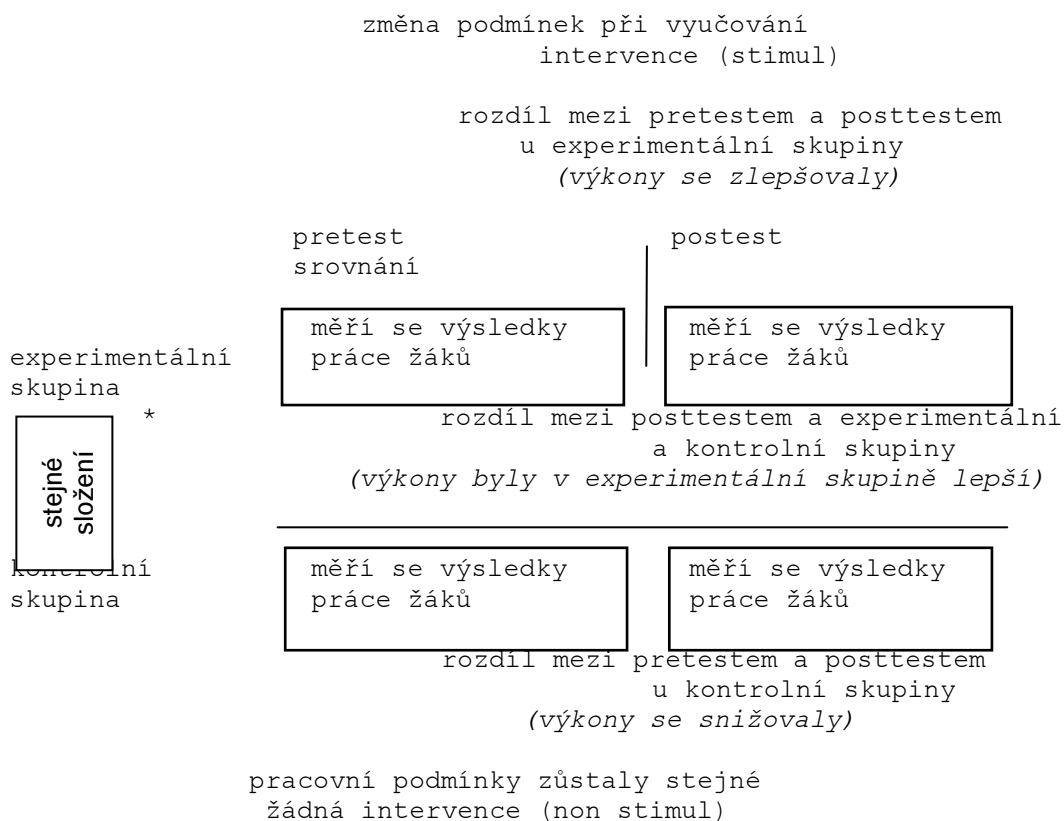 změna podmínek při vyučování
intervence (stimul)
rozdíl mezi pretestem a posttestem
u experimentální skupiny
(výkony se zlepšovaly)
pretest
srovnání
postest
měří se výsledky
práce žáků
měří se výsledky
práce žáků
experimentální
skupina
*
rozdíl mezi posttestem a experimentální
a kontrolní skupiny
(výkony byly v experimentální skupině lepší)
stejné
složení
kontrolní
skupina
měří se výsledky
práce žáků
měří se výsledky
práce žáků
rozdíl mezi pretestem a posttestem
u kontrolní skupiny
(výkony se snižovaly)
pracovní podmínky zůstaly stejné
žádná intervence (non stimul)